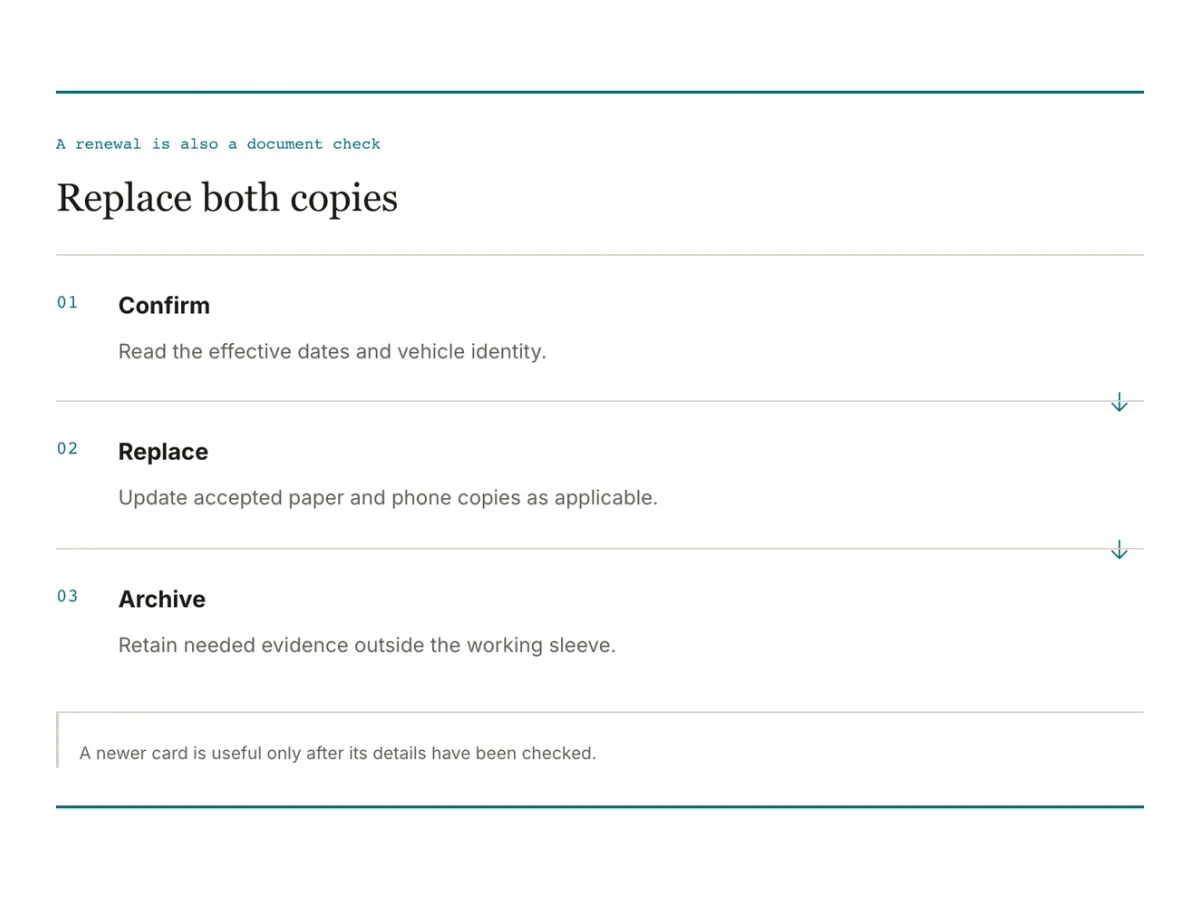 A renewal is also a document check
Replace both copies
01
Confirm
Read the effective dates and vehicle identity.
02
Replace
Update accepted paper and phone copies as applicable.
03
Archive
Retain needed evidence outside the working sleeve.
A newer card is useful only after its details have been checked.